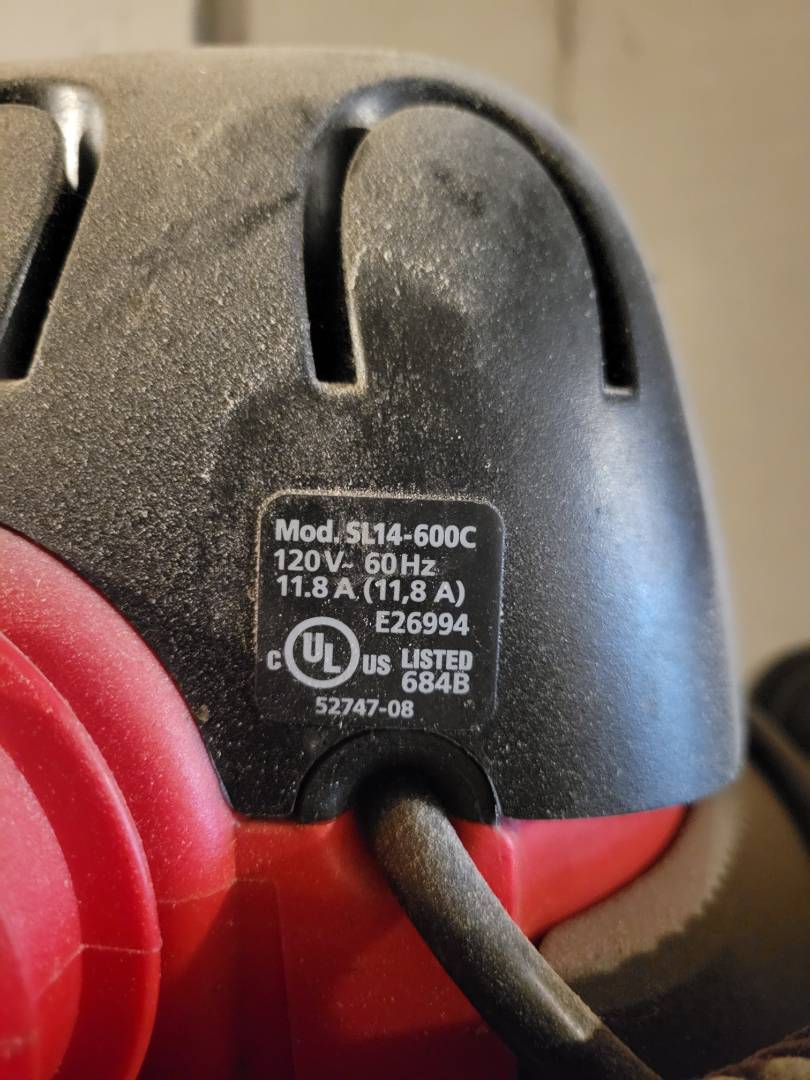 Mod. SL14-600C
120V~ 60Hz
11.8 A (11,8 A)
E26994
C UL US LISTED
684B
52747-08